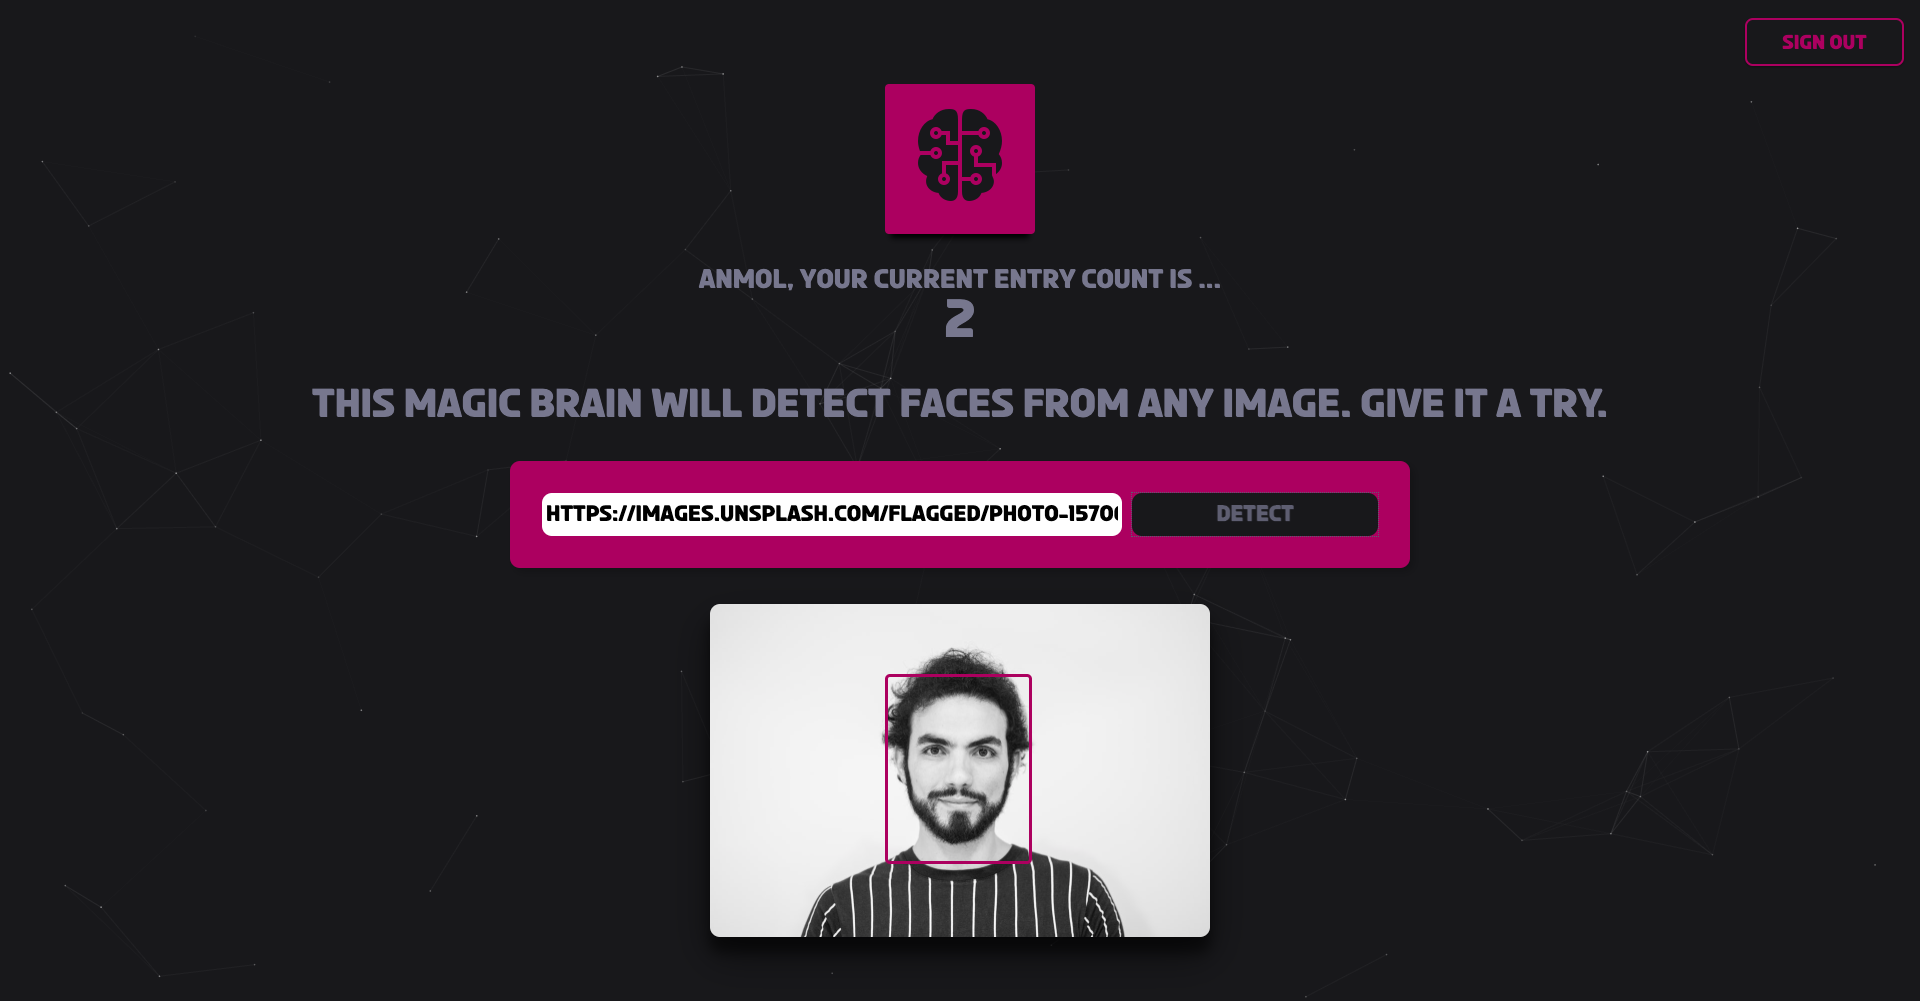 SIGN OUT
ANMOL, YOUR CURRENT ENTRY COUNT IS ...
2
THIS MAGIC BRAIN WILL DETECT FACES FROM ANY IMAGE. GIVE IT A TRY.
HTTPS://IMAGES.UNSPLASH.COM/FLAGGED/PHOTO-1570
DETECT